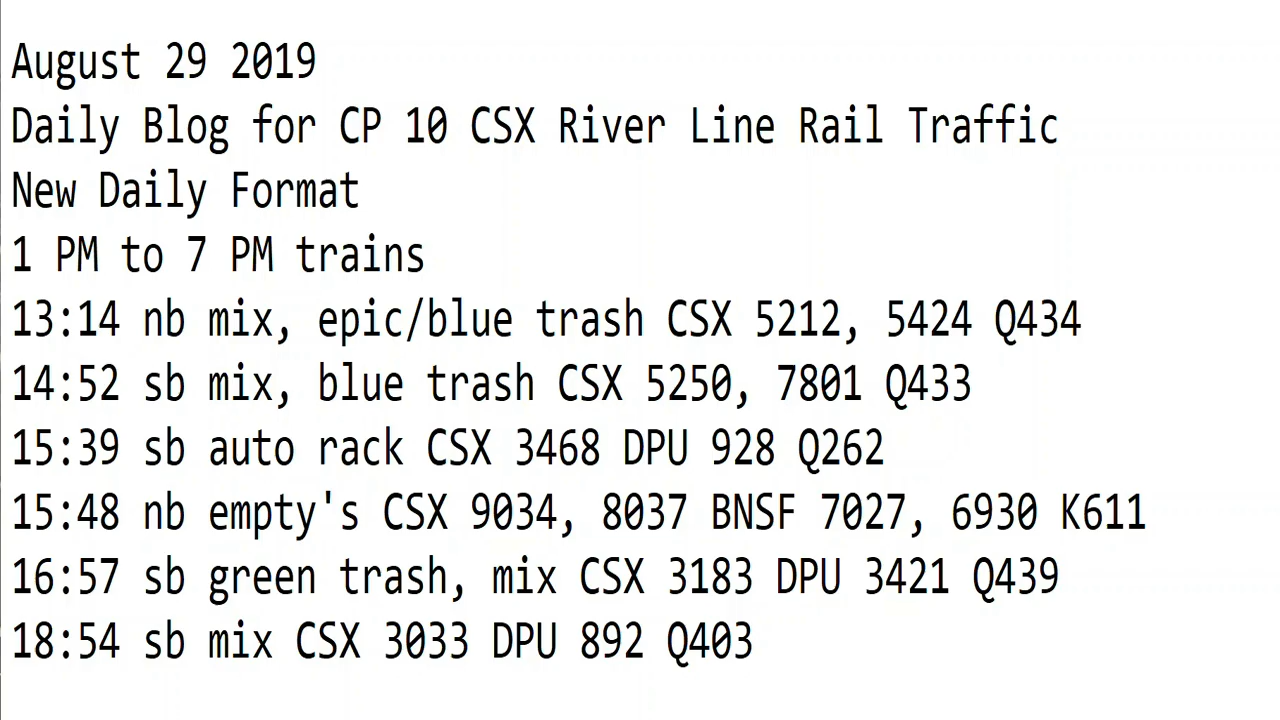 August 29 2019
Daily Blog for CP 10 CSX River Line Rail Traffic
New Daily Format
1 PM to 7 PM trains
13:14 nb mix, epic/blue trash CSX 5212, 5424 Q434
14:52 sb mix, blue trash CSX 5250, 7801 Q433
15:39 sb auto rack CSX 3468 DPU 928 Q262
15:48 nb empty's CSX 9034, 8037 BNSF 7027, 6930 K611
16:57 sb green trash, mix CSX 3183 DPU 3421 Q439
18:54 sb mix CSX 3033 DPU 892 Q403